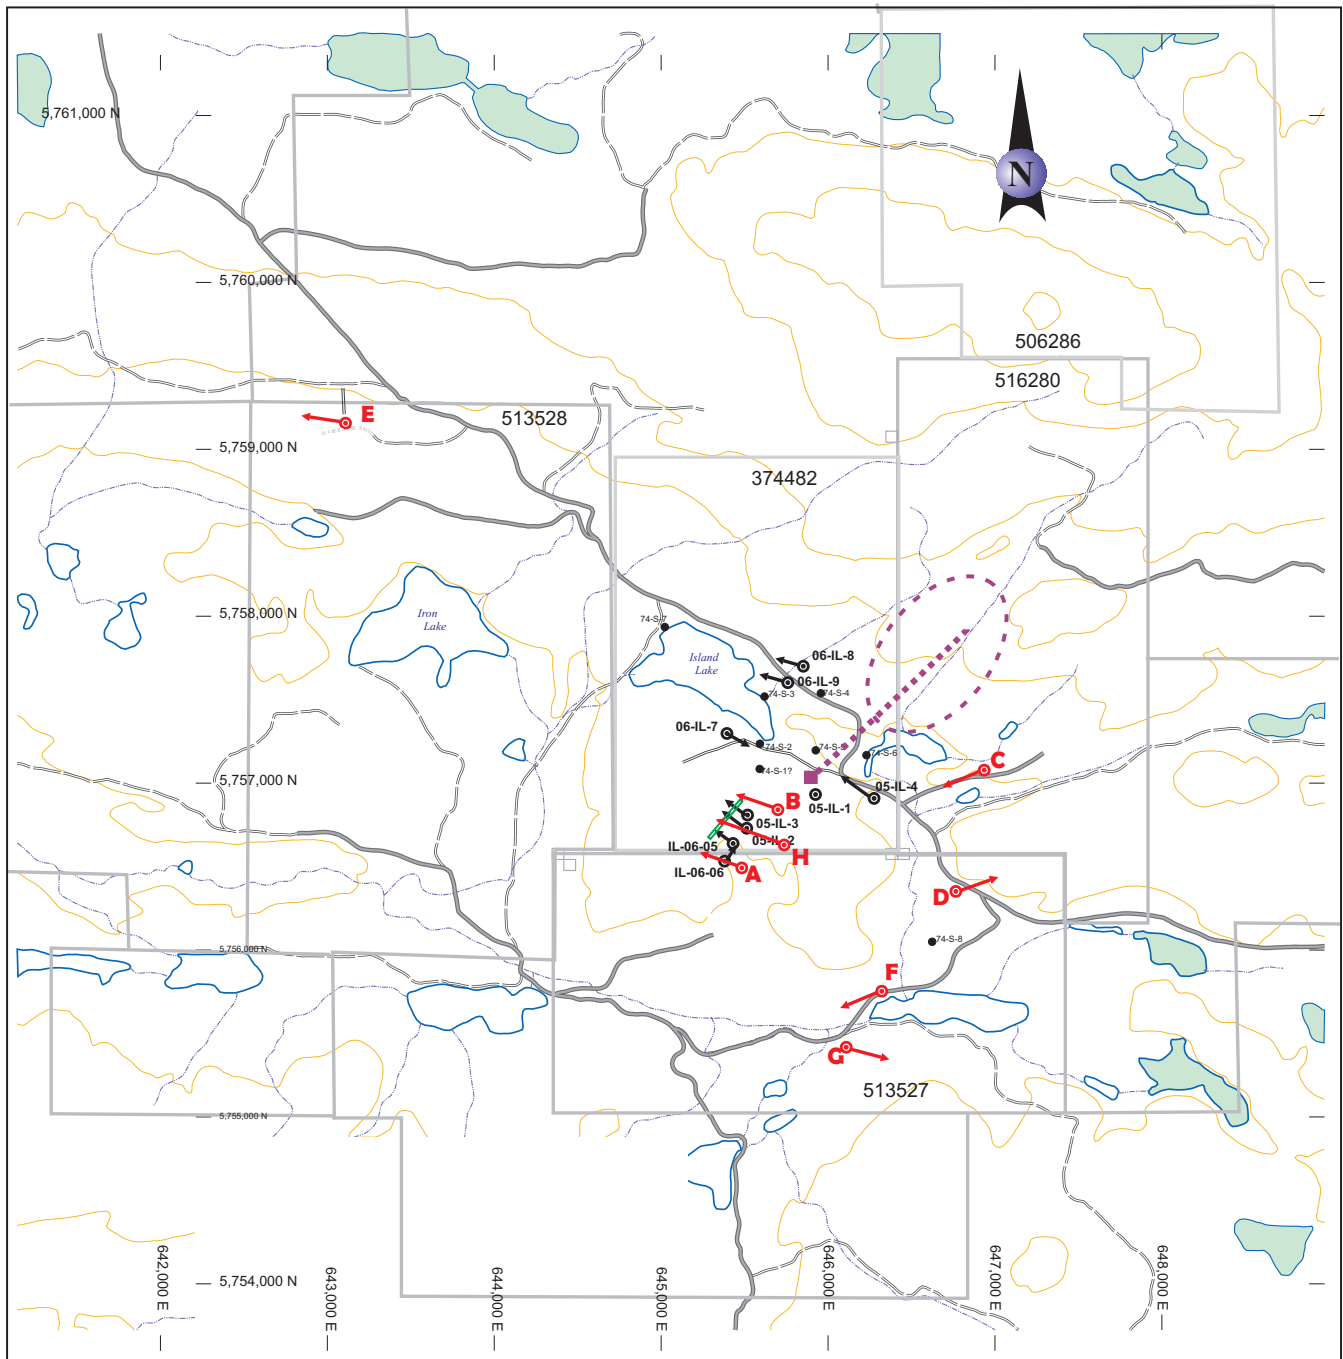 5,761,000 N
N
5,760,000 N
506286
516280
E
513528
5,759,000 N
374482
5,758,000 N
Iron
Lake
74-S-7
Island
Lake
06-IL-8
06-IL-9
74-S-3
74-S-4
06-IL-7
74-S-2
74-S-5
74-S-6
C
5,757,000 N
74-S-1?
05-IL-4
B
05-IL-1
05-IL-3
05-IL-2
IL-06-05
H
IL-06-06
A
D
74-S-8
5,756,000 N
F
G
513527
5,755,000 N
5,754,000 N
642,000 E
643,000 E
644,000 E
645,000 E
646,000 E
647,000 E
648,000 E